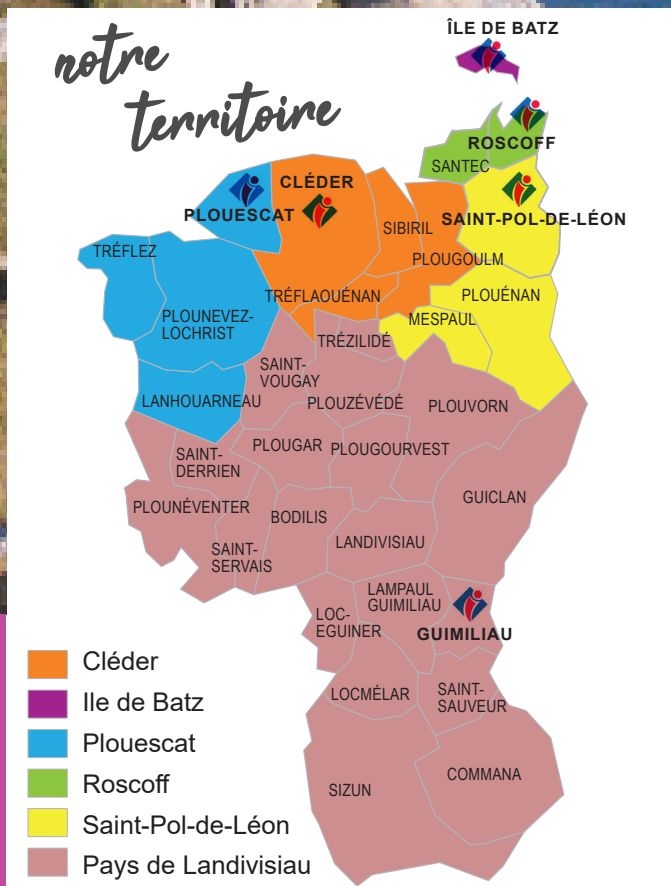 notre
territoire
ÎLE DE BATZ
ROSCOFF
SANTEC
CLÉDER
PLOUESCAT
SAINT-POL-DE-LÉON
SIBIRIL
TRÉFLEZ
PLOUGOULM
TRÉFLAOUÉNAN
PLOUÉNAN
PLOUNEVEZ-
LOCHRIST
MESPAUL
TRÉZILIDÉ
SAINT-
VOUGAY
LANHOUARNEAU
PLOUZÉVÉDÉ
PLOUVORN
PLOUGAR
PLOUGOURVEST
SAINT-
DERRIEN
GUICLAN
PLOUNÉVENTER
BODILIS
LANDIVISIAU
SAINT-
SERVAIS
LAMPAUL
GUIMILIAU
LOC-
EGUINER
GUIMILIAU
LOCMÉLAR
SAINT-
SAUVEUR
COMMANA
SIZUN
Cléder
Ile de Batz
Plouescat
Roscoff
Saint-Pol-de-Léon
Pays de Landivisiau